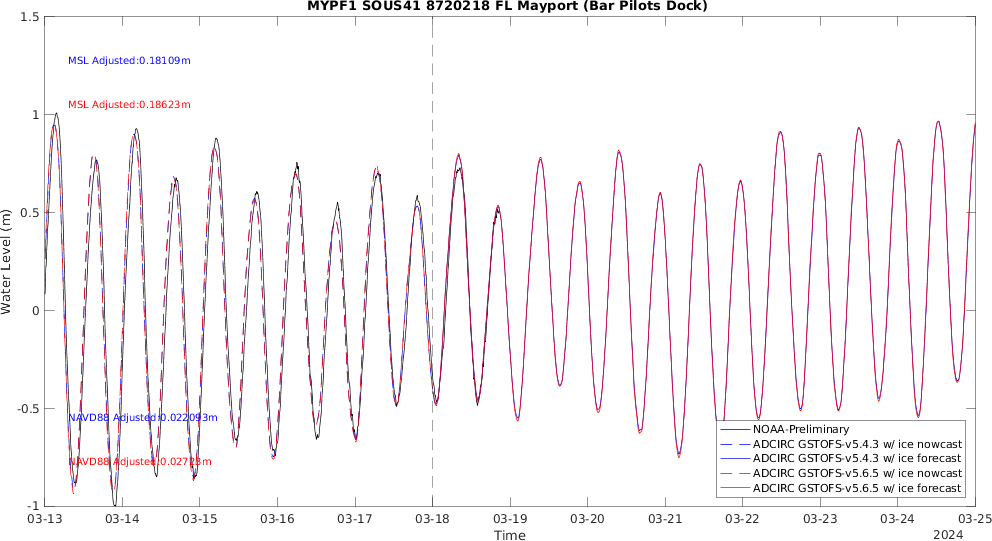 MYPF1 SOUS41 8720218 FL Mayport (Bar Pilots Dock)
1.5
1
0.5
0
-0.5
-1
Water Level (m)
MSL Adjusted:0.18109m
MSL Adjusted:0.18623m
NAVD88 Adjusted:0.022093m
NAVD88 Adjusted:0.02723m
NOAA-Preliminary
ADCIRC GSTOFS-v5.4.3 w/ ice nowcast
ADCIRC GSTOFS-v5.4.3 w/ ice forecast
ADCIRC GSTOFS-v5.6.5 w/ ice nowcast
ADCIRC GSTOFS-v5.6.5 w/ ice forecast
03-13 03-14 03-15 03-16 03-17 03-18 03-19 03-20 03-21 03-22 03-23 03-24 03-25
Time
2024